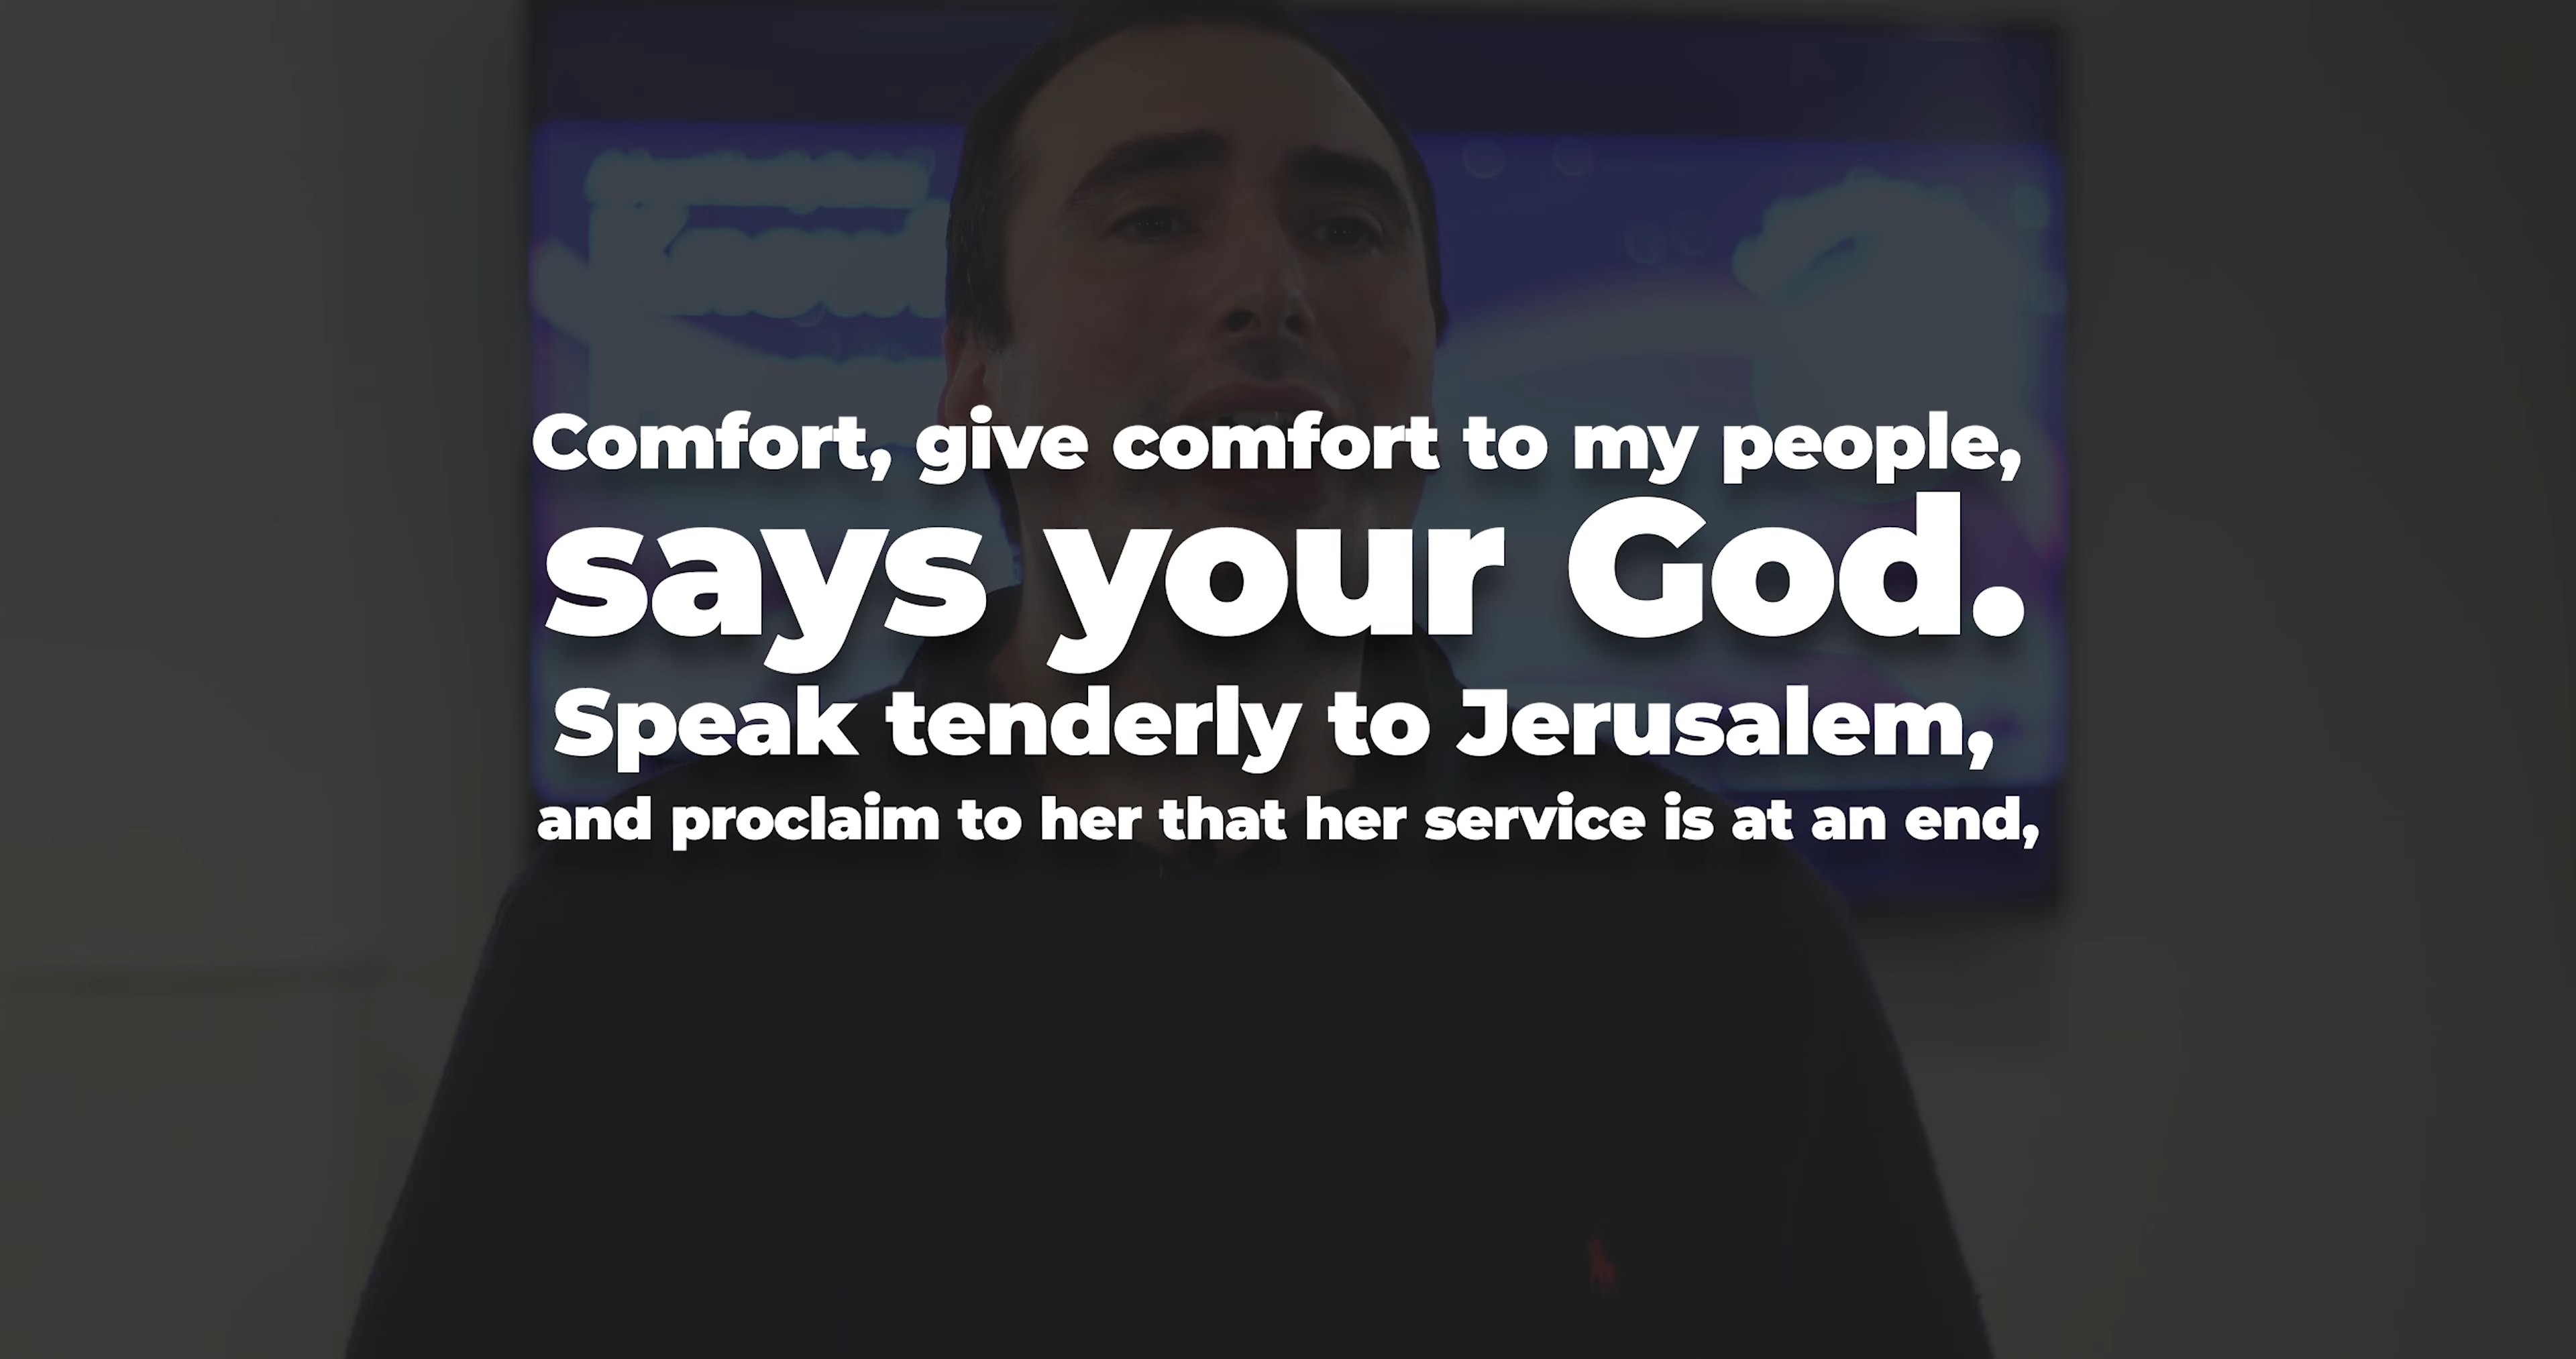 Comfort, give comfort to my people,
says your God.
Speak tenderly to Jerusalem,
and proclaim to her that her service is at an end,